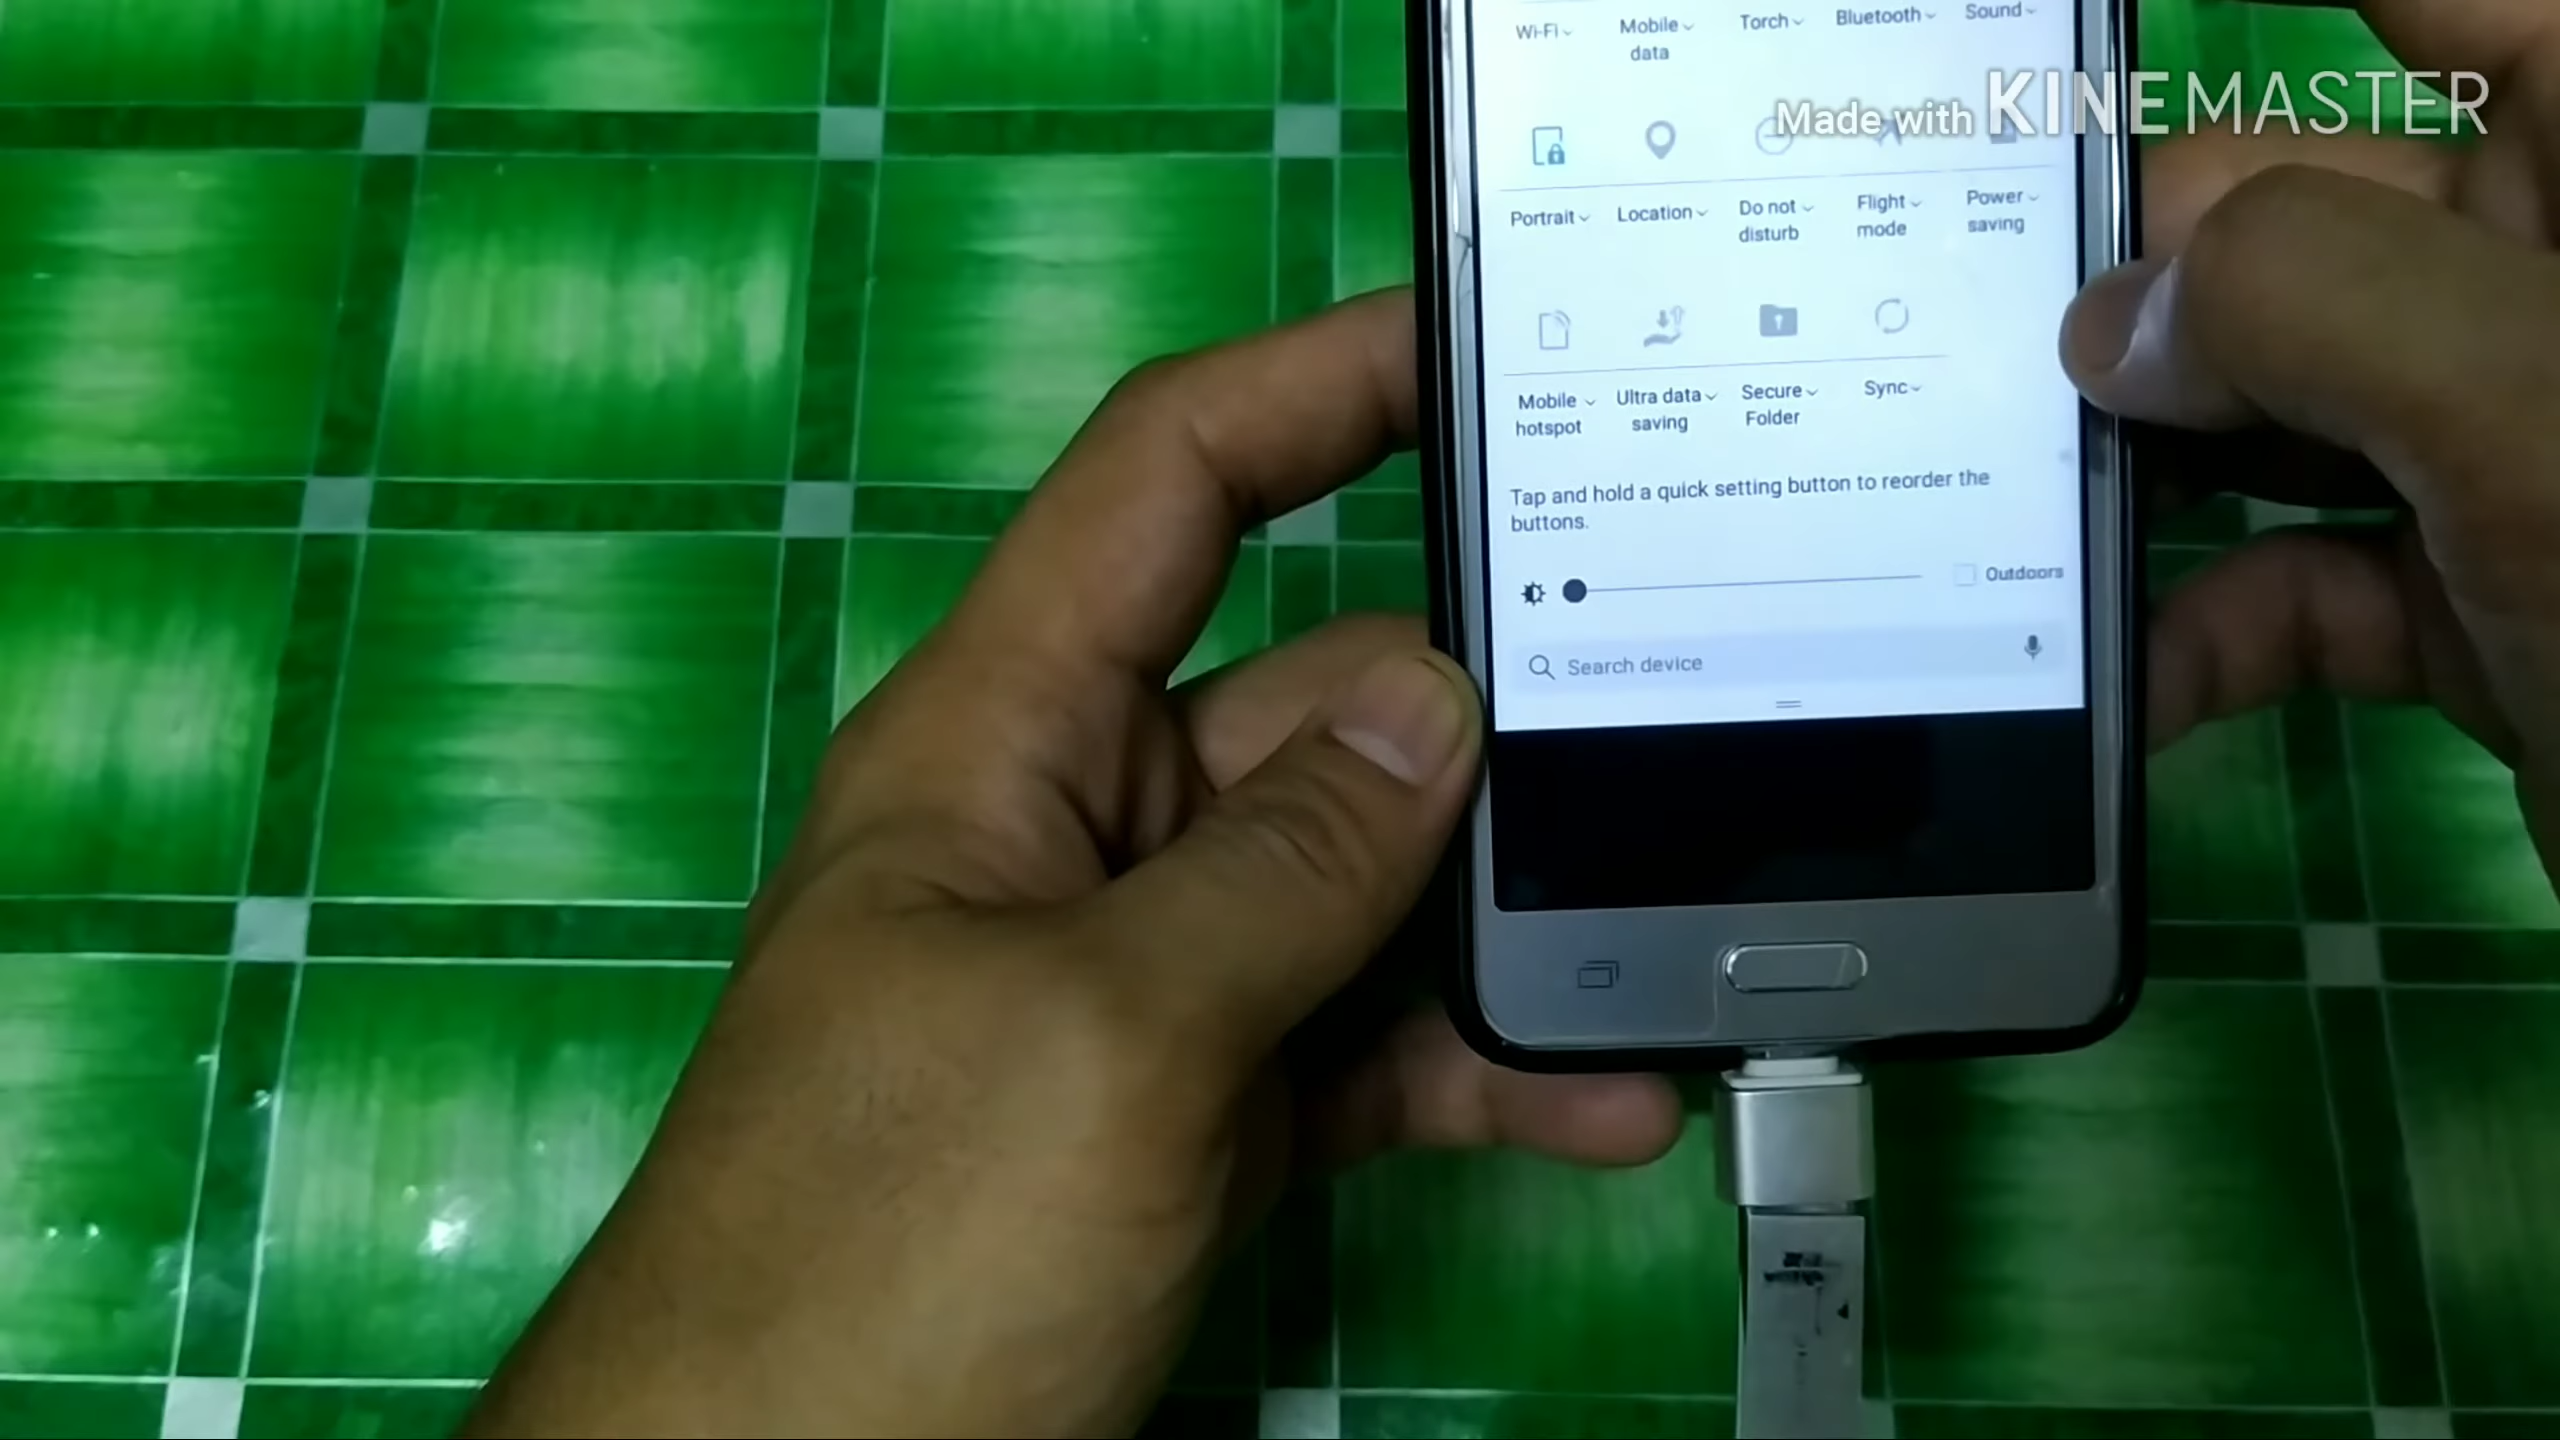 Wi-Fi
Mobile data
Torch
Bluetooth
Sound
Made with KINEMASTER
Portrait
Location
Do not disturb
Flight mode
Power saving
Mobile hotspot
Ultra data saving
Secure Folder
Sync
Tap and hold a quick setting button to reorder the
buttons.
Outdoors
Search device